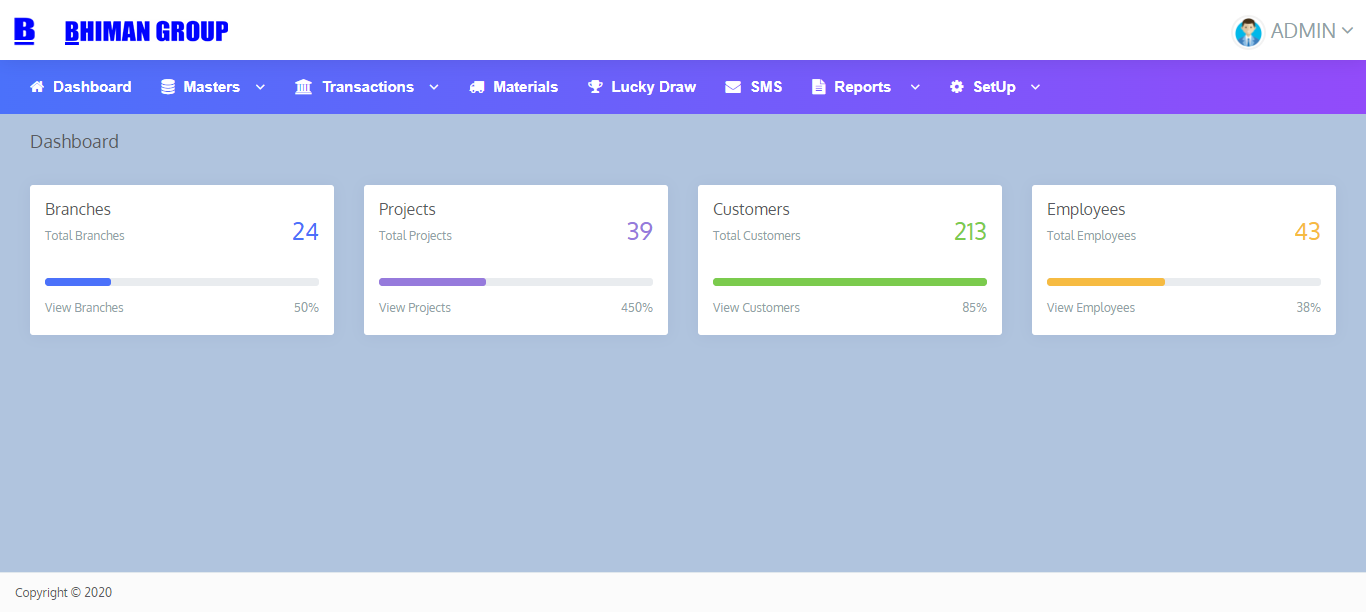 B BHIMAN GROUP ADMIN
Dashboard Masters Transactions Materials Lucky Draw SMS Reports SetUp
Dashboard
Branches Projects Customers Employees
Total Branches 24 Total Projects 39 Total Customers 213 Total Employees 43
View Branches 50% View Projects 450% View Customers 85% View Employees 38%
Copyright © 2020